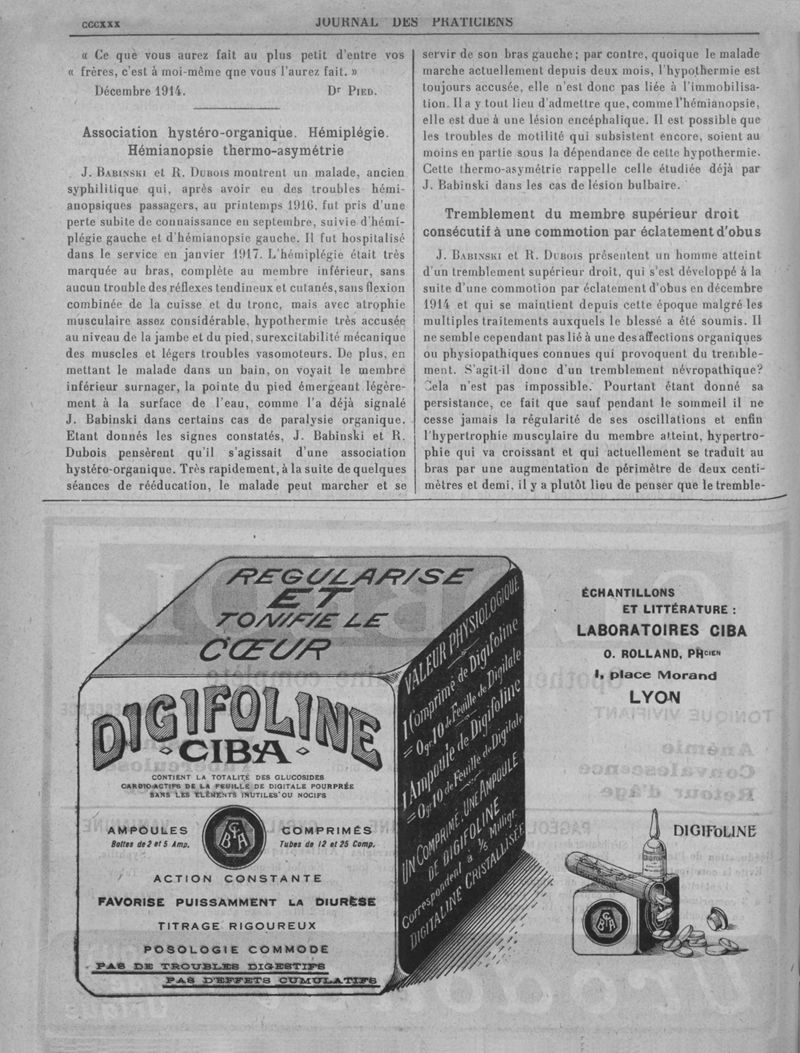 CCCXXX
JOURNAL DES PRATICIENS
« Ce que vous aurez fait au plus petit d'entre vos
« frères, c'est à moi-même que vous l'aurez fait. »
Décembre 1914. Dr PIED.
Association hystéro-organique. Hémiplégie.
Hémianopsie thermo-asymétrie
J. BABINSKI et R. DUBOIS montrent un malade, ancien
syphilitique qui, après avoir eu des troubles hémi-
anopsiques passagers, au printemps 1916, fut pris d'une
perte subite de connaissance en septembre, suivie d'hémi-
plégie gauche et d'hémianopsie gauche. Il fut hospitalisé
dans le service en janvier 1917. L'hémiplégie était très
marquée au bras, complète au membre inférieur, sans
aucun trouble des réflexes tendineux et cutanés, sans flexion
combinée de la cuisse et du tronc, mais avec atrophie
musculaire assez considérable, hypothermie très accusée
au niveau de la jambe et du pied, surexcitabilité mécanique
des muscles et légers troubles vasomoteurs. De plus, en
mettant le malade dans un bain, on voyait le membre
inférieur surnager, la pointe du pied émergeant légère-
ment à la surface de l'eau, comme l'a déjà signalé
J. Babinski dans certains cas de paralysie organique.
Etant donnés les signes constatés, J. Babinski et R.
Dubois pensèrent qu'il s'agissait d'une association
hystéro-organique. Très rapidement, à la suite de quelques
séances de rééducation, le malade peut marcher et se
servir de son bras gauche ; par contre, quoique le malade
marche actuellement depuis deux mois, l'hypothermie est
toujours accusée, elle n'est donc pas liée à l'immobilisa-
tion. Il a y tout lieu d'admettre que, comme l'hémianopsie,
elle est due à une lésion encéphalique. Il est possible que
les troubles de motilité qui subsistent encore, soient au
moins en partie sous la dépendance de cette hypothermie.
Cette thermo-asymétrie rappelle celle étudiée déjà par
J. Babinski dans les cas de lésion bulbaire.
Tremblement du membre supérieur droit
consécutif à une commotion par éclatement d'obus
J. BABINSKI et R. DUBOIS présentent un homme atteint
d'un tremblement supérieur droit, qui s'est développé à la
suite d'une commotion par éclatement d'obus en décembre
1914 et qui se maintient depuis cette époque malgré les
multiples traitements auxquels le blessé a été soumis. Il
ne semble cependant pas lié à une des affections organiques
ou physiopathiques connues qui provoquent du tremble-
ment. S'agit-il donc d'un tremblement névropathique?
Cela n'est pas impossible. Pourtant étant donné sa
persistance, ce fait que sauf pendant le sommeil il ne
cesse jamais la régularité de ses oscillations et enfin
l'hypertrophie musculaire du membre atteint, hypertro-
phie qui va croissant et qui actuellement se traduit au
bras par une augmentation de périmètre de deux centi-
mètres et demi, il y a plutôt lieu de penser que le tremble-
REGULARISE
ET
TONIFIE LE
CŒUR
DIGIFOLINE
CIBA
CONTIENT LA TOTALITÉ DES GLUCOSIDES
CARDIO-ACTIFS DE LA FEUILLE DE DIGITALE POURPRÉE
SANS LES ÉLÉMENTS INUTILES OU NOCIFS
AMPOULES
Boites de 2 et 5 Amp.
CIBA
COMPRIMÉS
Tubes de 12 et 25 Comp.
ACTION CONSTANTE
FAVORISE PUISSAMMENT LA DIURÈSE
TITRAGE RIGOUREUX
POSOLOGIE COMMODE
PAS DE TROUBLES DIGESTIFS
PAS D'EFFETS CUMULATIFS
VALEUR PHYSIOLOGIQUE
1 Comprimé de Digifoline
= 0gr 10 de Feuille de Digitale
1 Ampoule de Digifoline
= 0gr 10 de Feuille de Digitale
UN COMPRIMÉ, UNE AMPOULE
DE DIGIFOLINE
Correspondent à 1/5 Milligr.
DIGITALINE CRISTALLISÉE
ÉCHANTILLONS
ET LITTÉRATURE :
LABORATOIRES CIBA
O. ROLLAND, PHCIEN
1, place Morand
LYON
DIGIFOLINE
CIBA